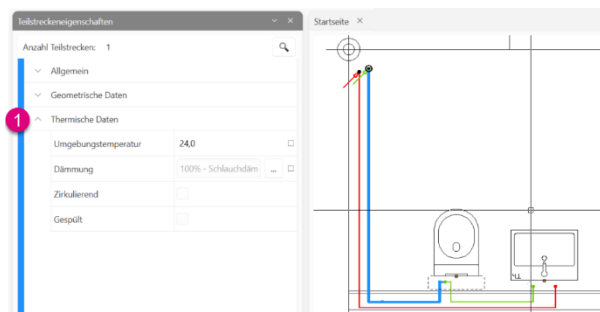 Teilstreckeneigenschaften
Startseite
Anzahl Teilstrecken: 1
Allgemein
Geometrische Daten
1
Thermische Daten
Umgebungstemperatur 24,0
Dämmung 100% - Schlauchdäm ...
Zirkulierend
Gespült